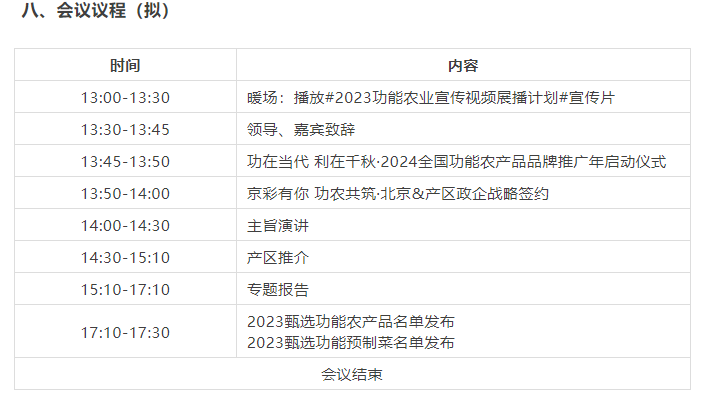 八、会议议程（拟）
时间 内容
13:00-13:30 暖场：播放#2023功能农业宣传视频展播计划#宣传片
13:30-13:45 领导、嘉宾致辞
13:45-13:50 功在当代 利在千秋·2024全国功能农产品品牌推广年启动仪式
13:50-14:00 京彩有你 功农共筑·北京&产区政企战略签约
14:00-14:30 主旨演讲
14:30-15:10 产区推介
15:10-17:10 专题报告
17:10-17:30 2023甄选功能农产品名单发布
2023甄选功能预制菜名单发布
会议结束